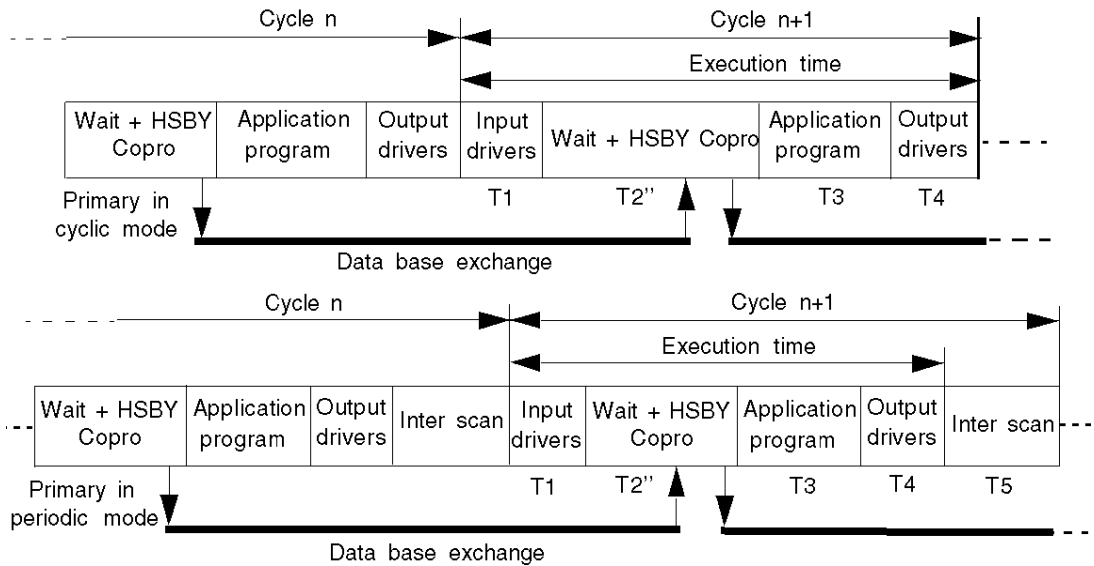 Cycle n
Cycle n+1
Execution time
Wait + HSBY
Copro
Application
program
Output
drivers
Input
drivers
Wait + HSBY Copro
Application
program
Output
drivers
Primary in
cyclic mode
T1
T2''
T3
T4
Data base exchange
Cycle n
Cycle n+1
Execution time
Wait + HSBY
Copro
Application
program
Output
drivers
Inter scan
Input
drivers
Wait + HSBY
Copro
Application
program
Output
drivers
Inter scan
Primary in
periodic mode
T1
T2''
T3
T4
T5
Data base exchange